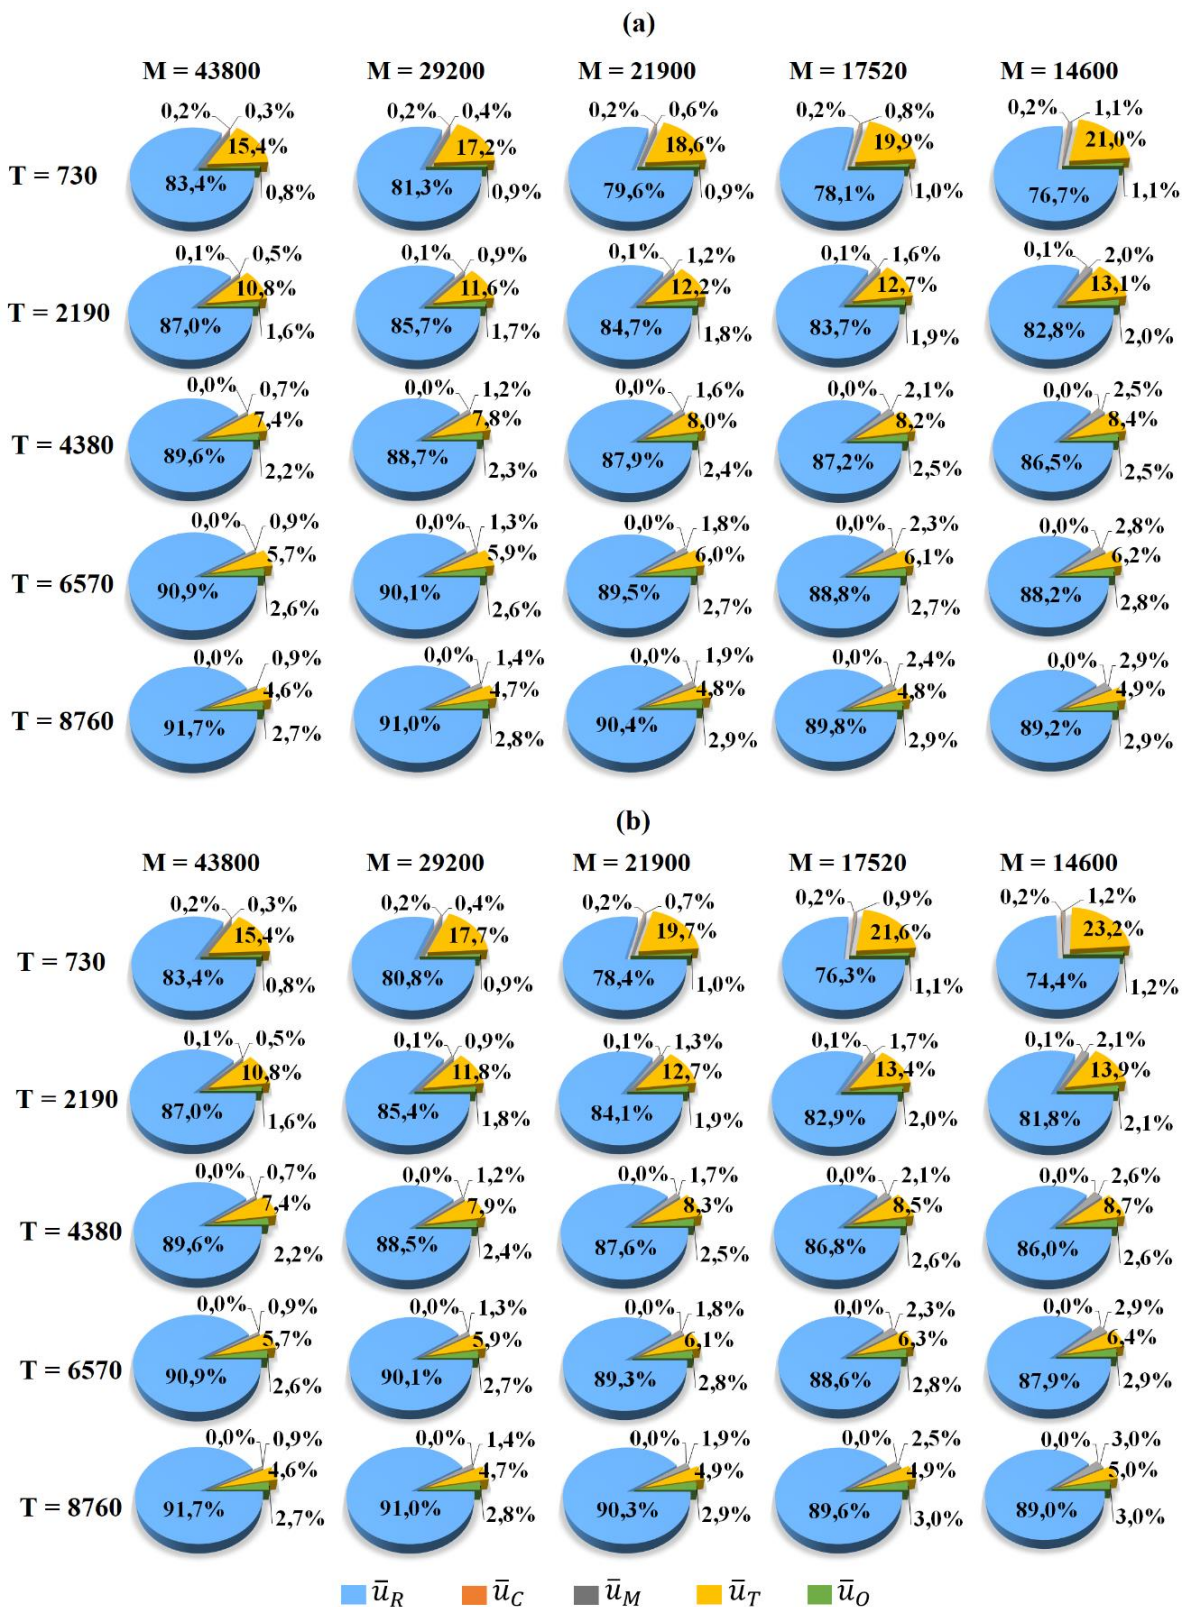 (a)
M = 43800 M = 29200 M = 21900 M = 17520 M = 14600
0,2% 0,3% 0,2% 0,4% 0,2% 0,6% 0,2% 0,8% 0,2% 1,1%
15,4% 17,2% 18,6% 19,9% 21,0%
T = 730
83,4% 0,8% 81,3% 0,9% 79,6% 0,9% 78,1% 1,0% 76,7% 1,1%
0,1% 0,5% 0,1% 0,9% 0,1% 1,2% 0,1% 1,6% 0,1% 2,0%
10,8% 11,6% 12,2% 12,7% 13,1%
T = 2190
87,0% 1,6% 85,7% 1,7% 84,7% 1,8% 83,7% 1,9% 82,8% 2,0%
0,0% 0,7% 0,0% 1,2% 0,0% 1,6% 0,0% 2,1% 0,0% 2,5%
7,4% 7,8% 8,0% 8,2% 8,4%
T = 4380
89,6% 2,2% 88,7% 2,3% 87,9% 2,4% 87,2% 2,5% 86,5% 2,5%
0,0% 0,9% 0,0% 1,3% 0,0% 1,8% 0,0% 2,3% 0,0% 2,8%
5,7% 5,9% 6,0% 6,1% 6,2%
T = 6570
90,9% 2,6% 90,1% 2,6% 89,5% 2,7% 88,8% 2,7% 88,2% 2,8%
0,0% 0,9% 0,0% 1,4% 0,0% 1,9% 0,0% 2,4% 0,0% 2,9%
4,6% 4,7% 4,8% 4,8% 4,9%
T = 8760
91,7% 2,7% 91,0% 2,8% 90,4% 2,9% 89,8% 2,9% 89,2% 2,9%
(b)
M = 43800 M = 29200 M = 21900 M = 17520 M = 14600
0,2% 0,3% 0,2% 0,4% 0,2% 0,7% 0,2% 0,9% 0,2% 1,2%
15,4% 17,7% 19,7% 21,6% 23,2%
T = 730
83,4% 0,8% 80,8% 0,9% 78,4% 1,0% 76,3% 1,1% 74,4% 1,2%
0,1% 0,5% 0,1% 0,9% 0,1% 1,3% 0,1% 1,7% 0,1% 2,1%
10,8% 11,8% 12,7% 13,4% 13,9%
T = 2190
87,0% 1,6% 85,4% 1,8% 84,1% 1,9% 82,9% 2,0% 81,8% 2,1%
0,0% 0,7% 0,0% 1,2% 0,0% 1,7% 0,0% 2,1% 0,0% 2,6%
7,4% 7,9% 8,3% 8,5% 8,7%
T = 4380
89,6% 2,2% 88,5% 2,4% 87,6% 2,5% 86,8% 2,6% 86,0% 2,6%
0,0% 0,9% 0,0% 1,3% 0,0% 1,8% 0,0% 2,3% 0,0% 2,9%
5,7% 5,9% 6,1% 6,3% 6,4%
T = 6570
90,9% 2,6% 90,1% 2,7% 89,3% 2,8% 88,6% 2,8% 87,9% 2,9%
0,0% 0,9% 0,0% 1,4% 0,0% 1,9% 0,0% 2,5% 0,0% 3,0%
4,6% 4,7% 4,9% 4,9% 5,0%
T = 8760
91,7% 2,7% 91,0% 2,8% 90,3% 2,9% 89,6% 3,0% 89,0% 3,0%
ū_R ū_C ū_M ū_T ū_O